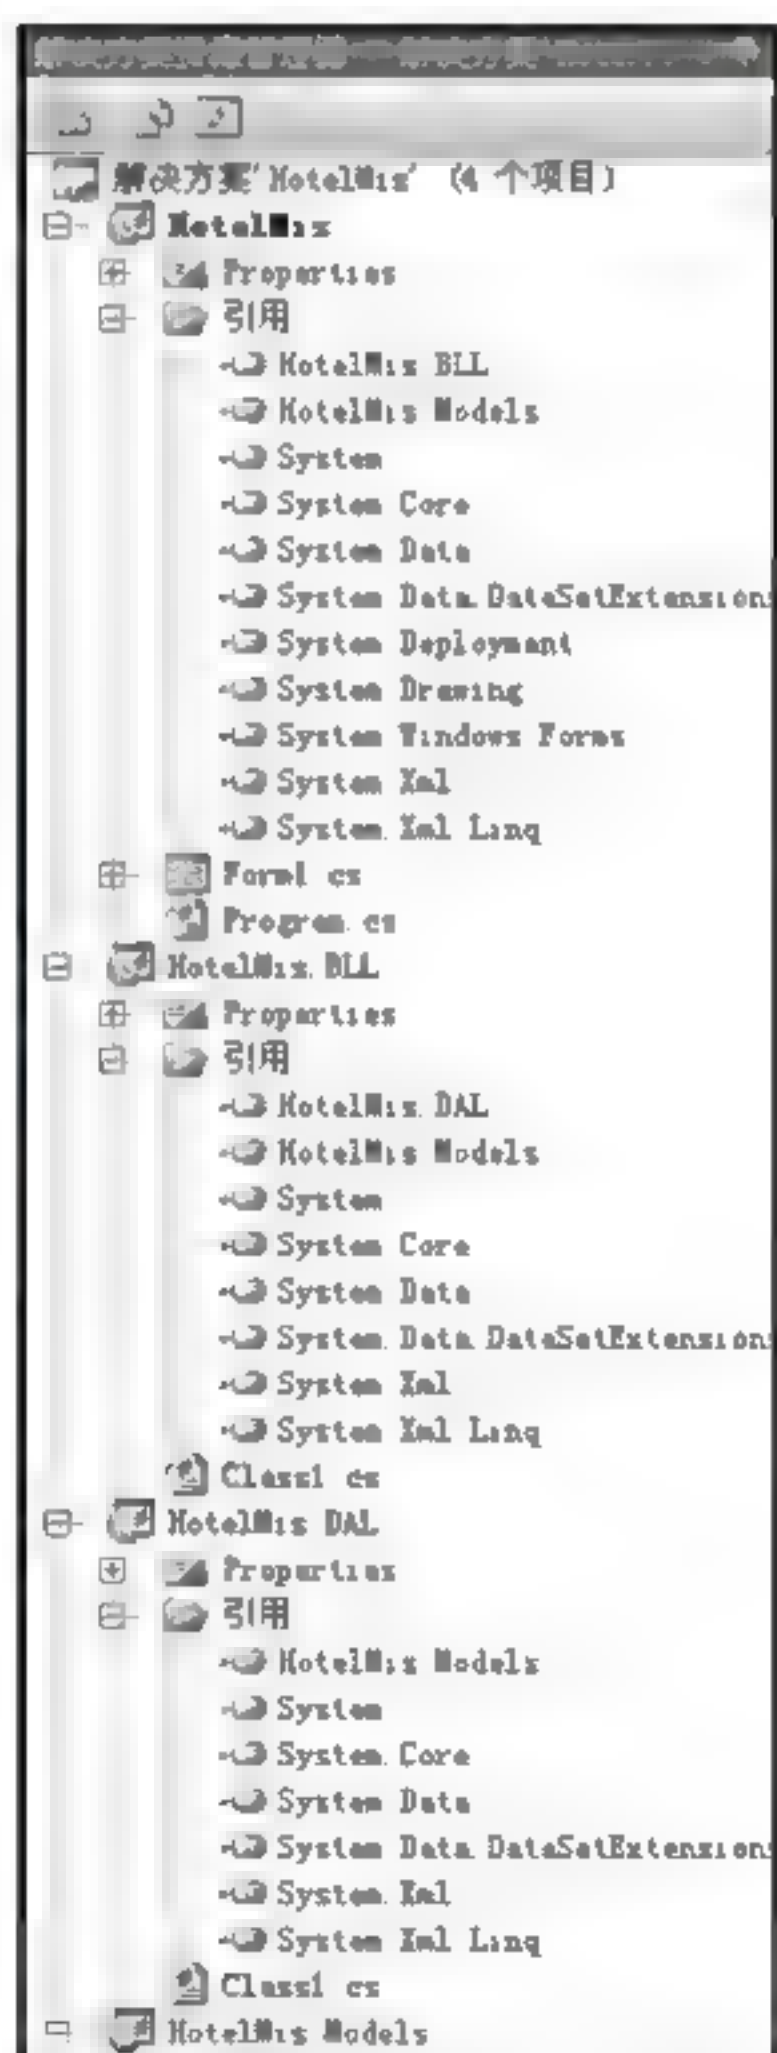 解决方案'HotelMis' (4 个项目)
HotelMis
Properties
引用
HotelMis BLL
HotelMis Models
System
System Core
System Data
System Data.DataSetExtensions
System Deployment
System Drawing
System Windows Forms
System Xml
System.Xml Linq
Form1 cs
Program.cs
HotelMis.BLL
Properties
引用
HotelMis.DAL
HotelMis Models
System
System Core
System Data
System.Data DataSetExtensions
System Xml
System Xml Linq
Class1 cs
HotelMis DAL
Properties
引用
HotelMis Models
System
System.Core
System Data
System Data.DataSetExtensions
System.Xml
System Xml Linq
Class1 cs
HotelMis Models